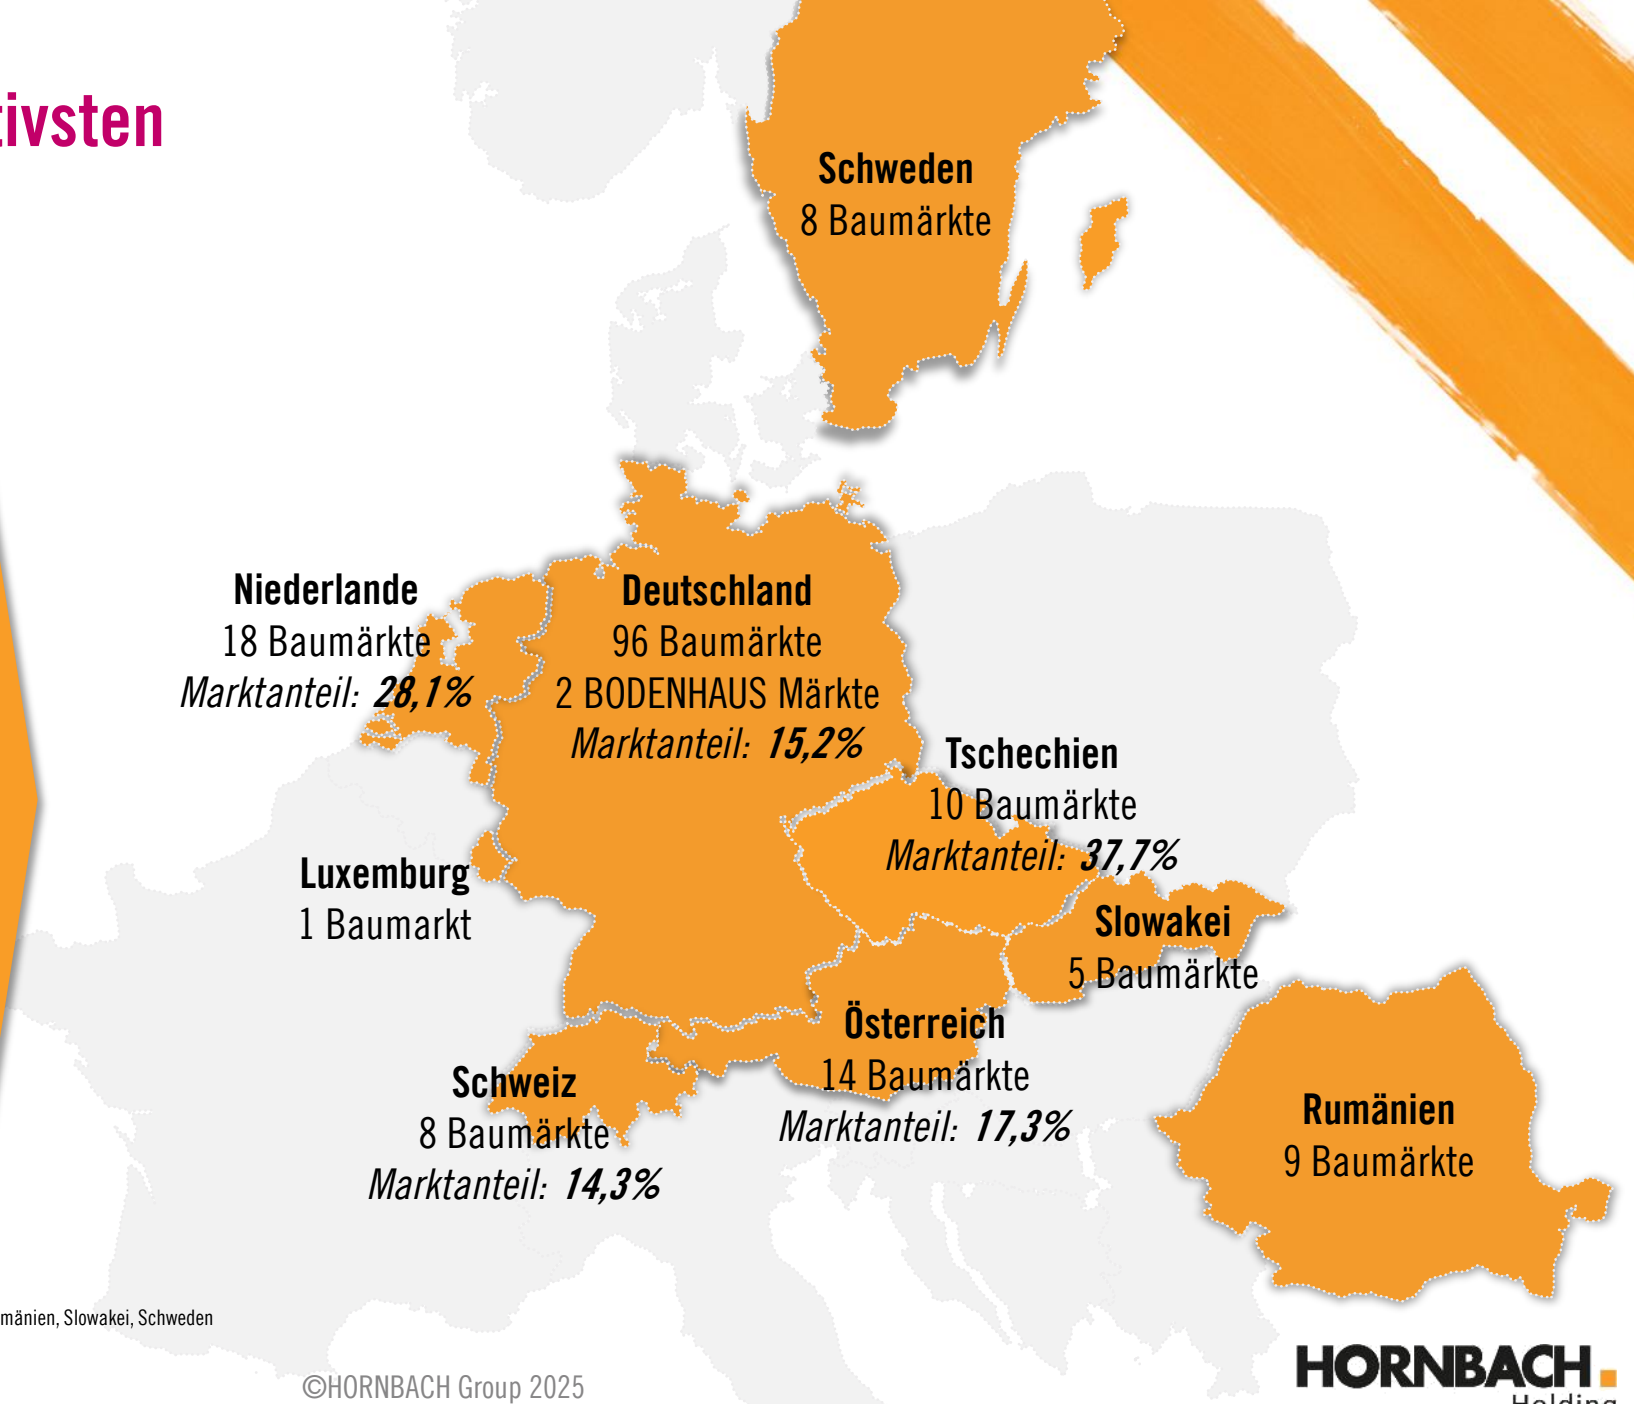 tivsten
Schweden
8 Baumärkte
Niederlande
18 Baumärkte
Marktanteil: 28,1%
Deutschland
96 Baumärkte
2 BODENHAUS Märkte
Marktanteil: 15,2%
Tschechien
10 Baumärkte
Marktanteil: 37,7%
Luxemburg
1 Baumarkt
Slowakei
5 Baumärkte
Österreich
14 Baumärkte
Marktanteil: 17,3%
Schweiz
8 Baumärkte
Marktanteil: 14,3%
Rumänien
9 Baumärkte
mänien, Slowakei, Schweden
©HORNBACH Group 2025
HORNBACH
Holding